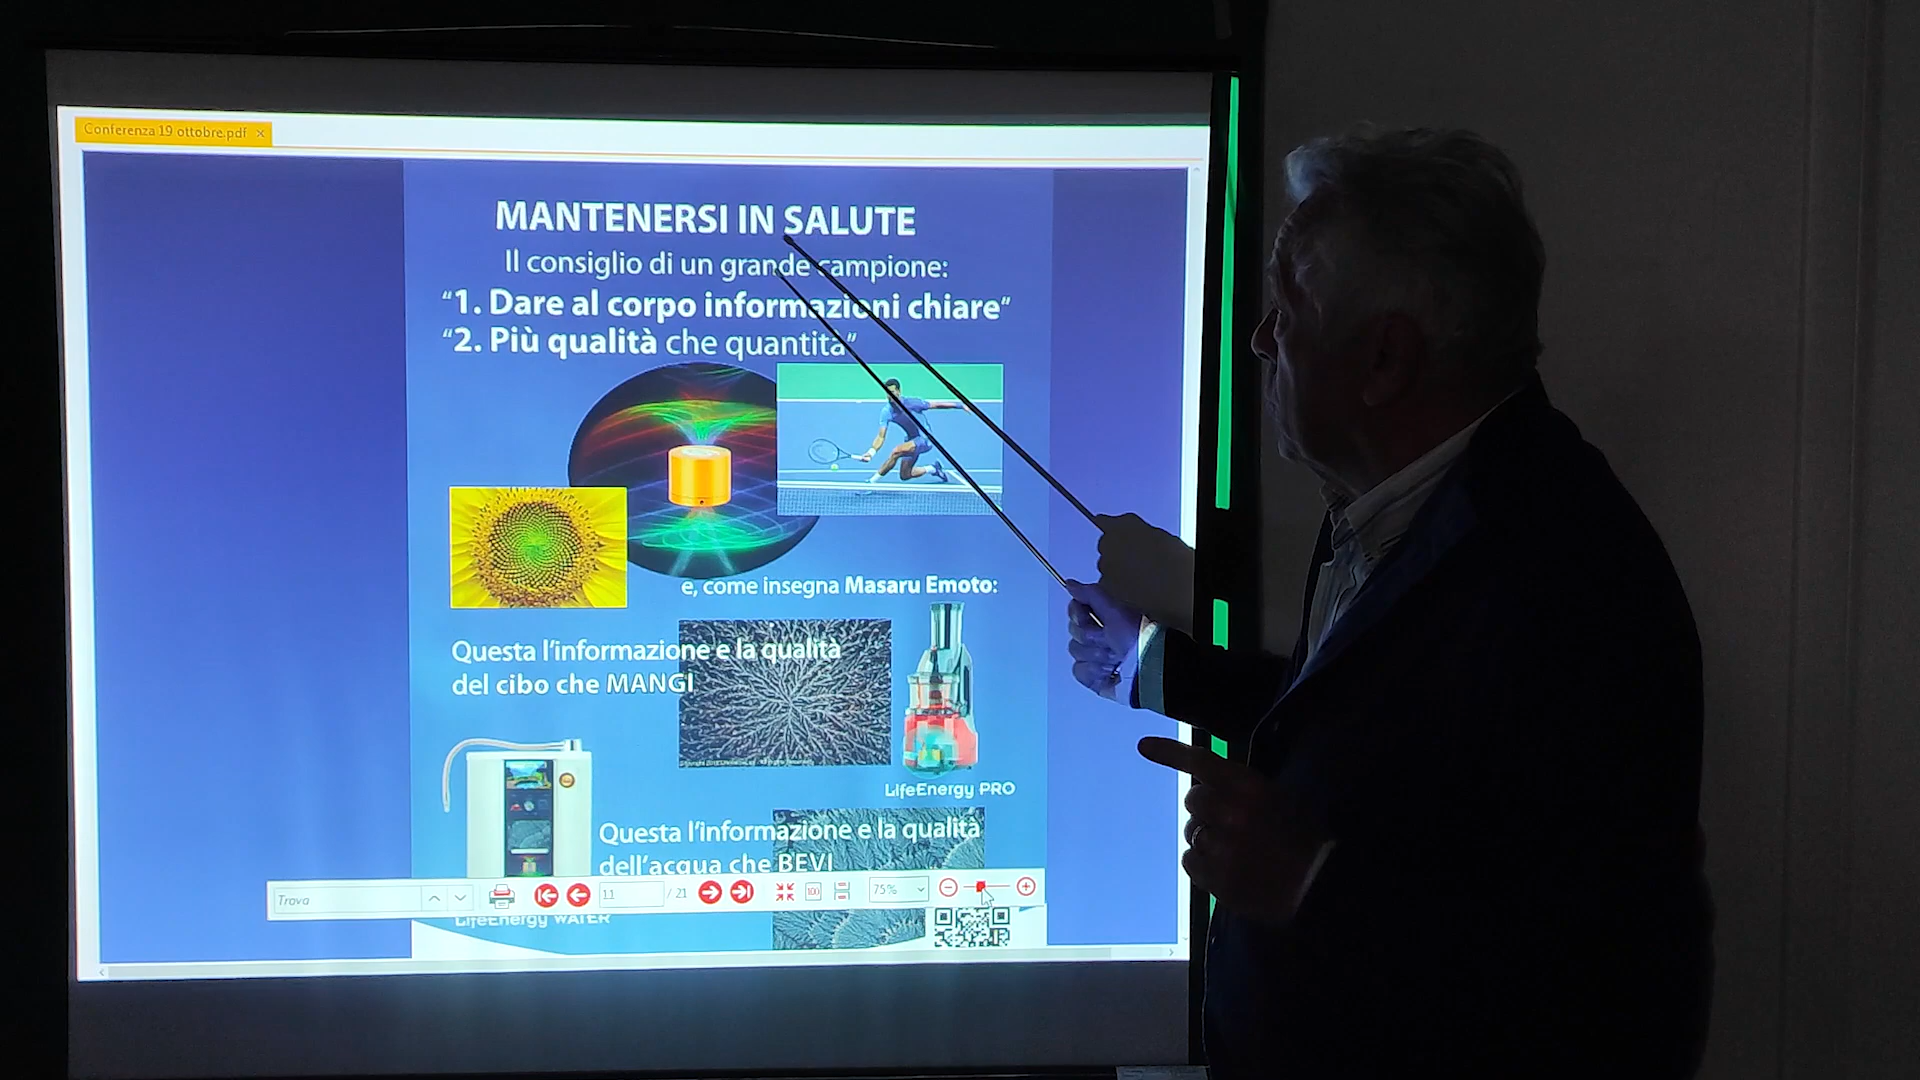 Conferenza 19 ottobre.pdf ×
MANTENERSI IN SALUTE
Il consiglio di un grande campione:
"1. Dare al corpo informazioni chiare"
"2. Più qualità che quantità"
e, come insegna Masaru Emoto:
Questa l'informazione e la qualità
del cibo che MANGI
LifeEnergy PRO
Questa l'informazione e la qualità
dell'acqua che BEVI
Trova
11 / 21
100
75%
LifeEnergy WATER